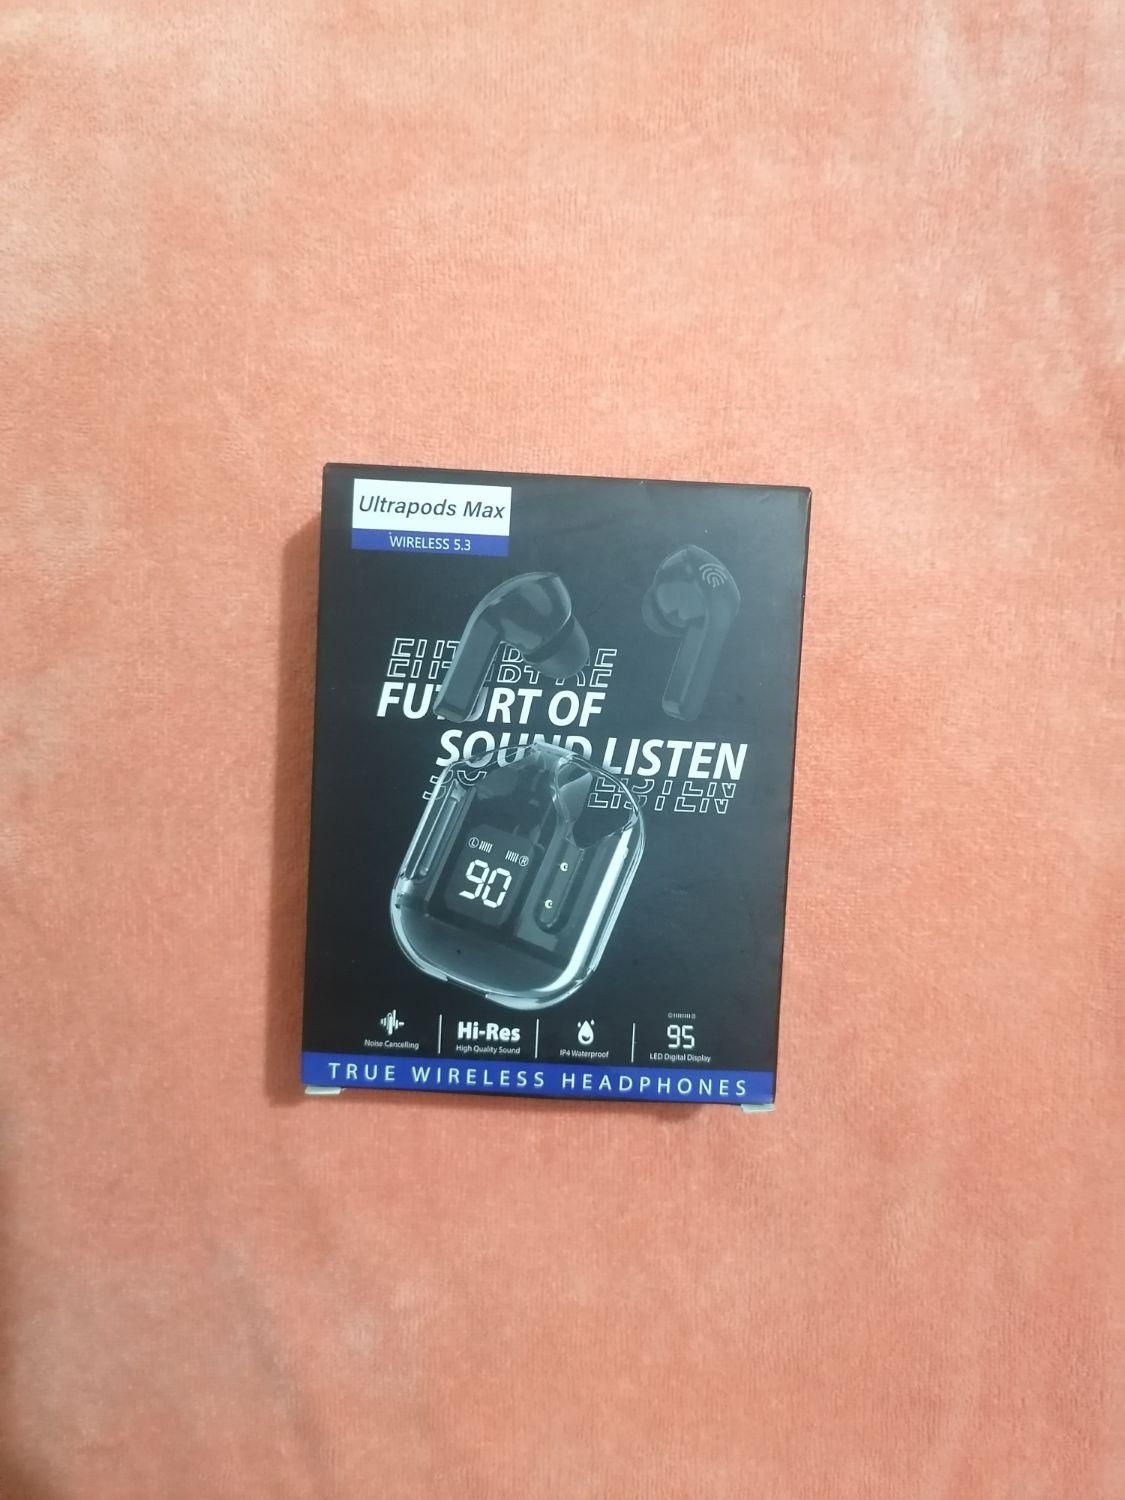 Ultrapods Max
WIRELESS 5.3
FUTURT OF
SOUND LISTEN
LISTEN
L R
90
95
Noise Cancelling
Hi-Res
High Quality Sound
IP4 Waterproof
LED Digital Display
TRUE WIRELESS HEADPHONES